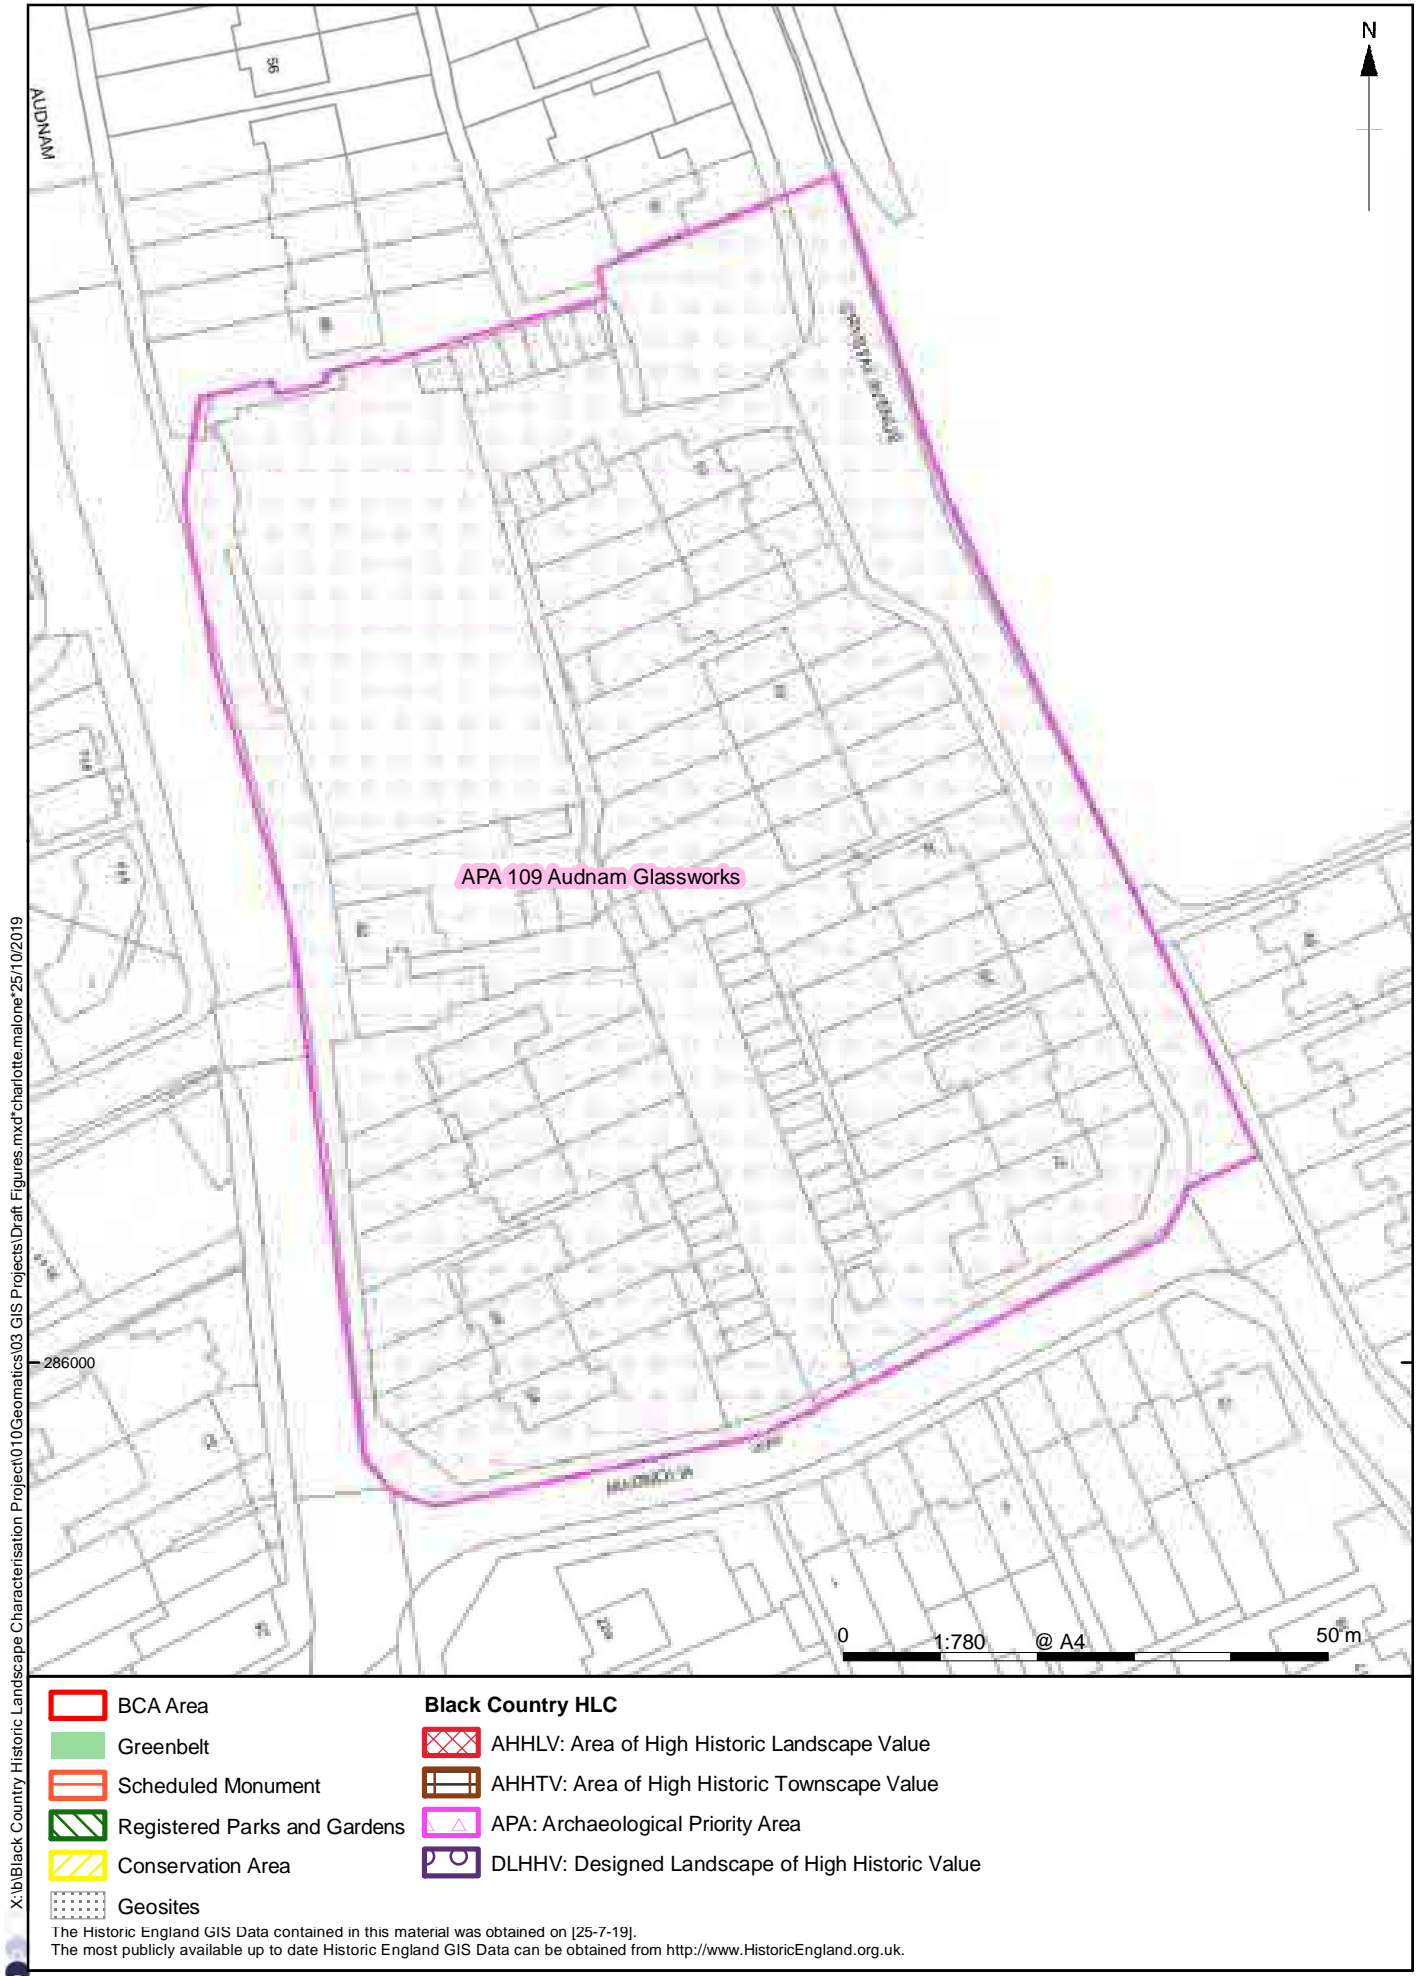 N
AUDNAM
56
APA 109 Audnam Glassworks
286000
0
1:780
@ A4
50 m
X:\b\Black Country Historic Landscape Characterisation Project\010Geomatics\03 GIS Projects\Draft Figures.mxd*charlotte.malone*25/10/2019
BCA Area
Greenbelt
Scheduled Monument
Registered Parks and Gardens
Conservation Area
Geosites
Black Country HLC
AHHLV: Area of High Historic Landscape Value
AHHTV: Area of High Historic Townscape Value
APA: Archaeological Priority Area
DLHHV: Designed Landscape of High Historic Value
The Historic England GIS Data contained in this material was obtained on [25-7-19].
The most publicly available up to date Historic England GIS Data can be obtained from http://www.HistoricEngland.org.uk.